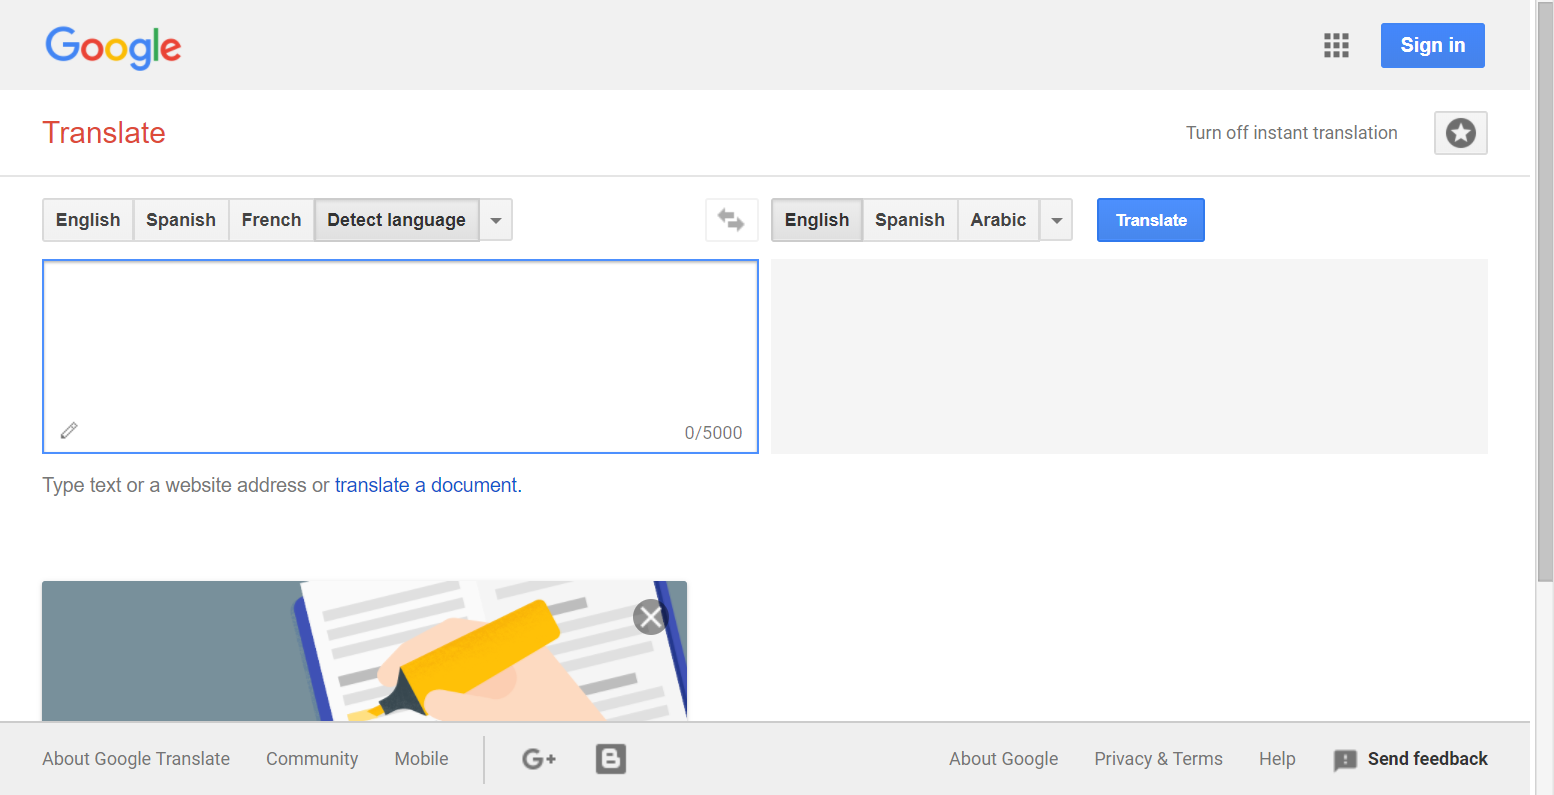 Google
Sign in
Translate
Turn off instant translation
English Spanish French Detect language
English Spanish Arabic
Translate
0/5000
Type text or a website address or translate a document.
About Google Translate Community Mobile G+ B About Google Privacy & Terms Help Send feedback